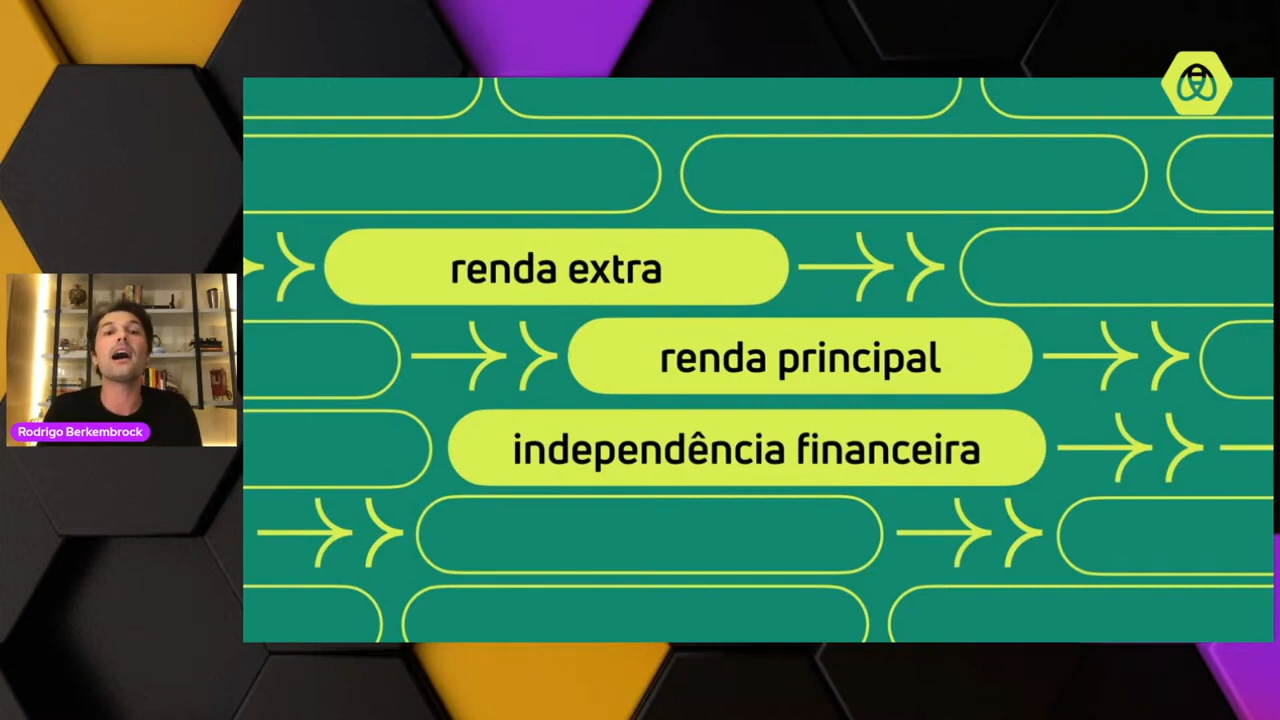 renda extra
renda principal
independência financeira
Rodrigo Berkembrock